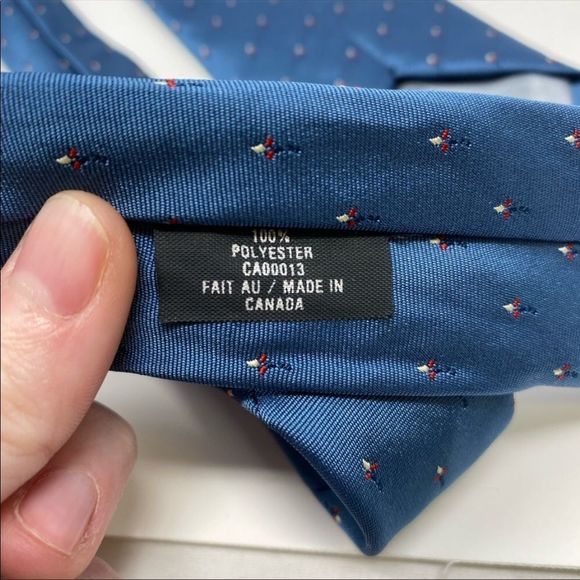 100%
POLYESTER
CA00013
FAIT AU / MADE IN
CANADA